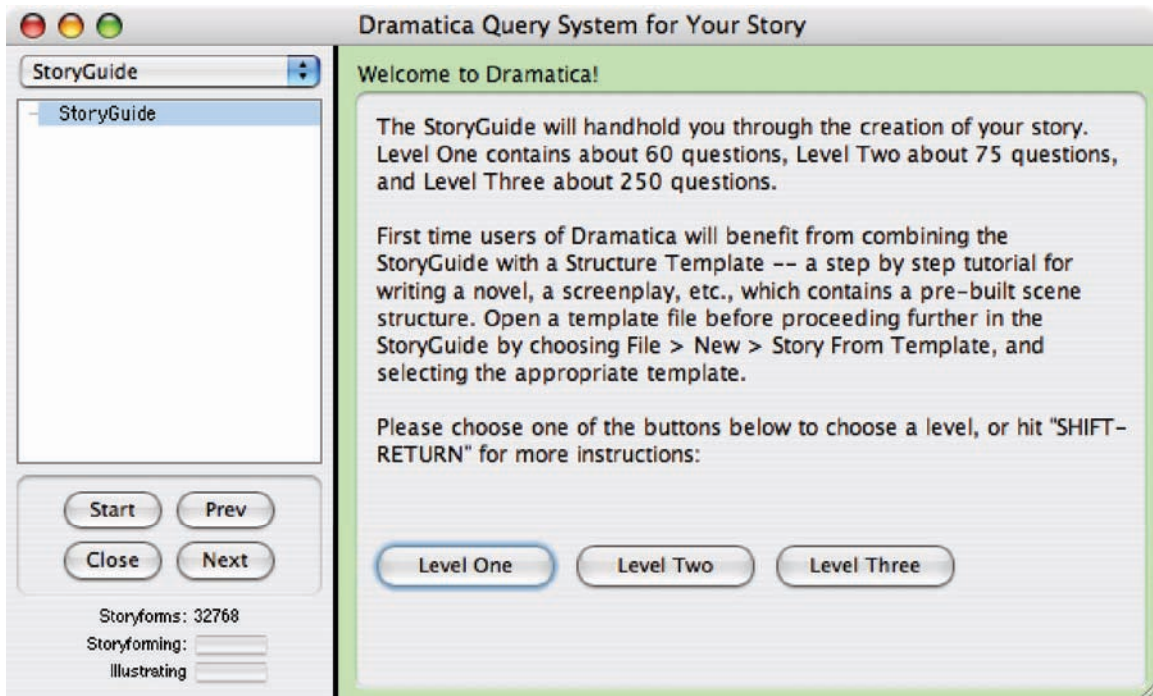 Dramatica Query System for Your Story
StoryGuide
StoryGuide
Start
Prev
Close
Next
Storyforms: 32768
Storyforming:
Illustrating
Welcome to Dramatica!
The StoryGuide will handhold you through the creation of your story.
Level One contains about 60 questions, Level Two about 75 questions,
and Level Three about 250 questions.
First time users of Dramatica will benefit from combining the
StoryGuide with a Structure Template -- a step by step tutorial for
writing a novel, a screenplay, etc., which contains a pre-built scene
structure. Open a template file before proceeding further in the
StoryGuide by choosing File > New > Story From Template, and
selecting the appropriate template.
Please choose one of the buttons below to choose a level, or hit "SHIFT-
RETURN" for more instructions:
Level One
Level Two
Level Three